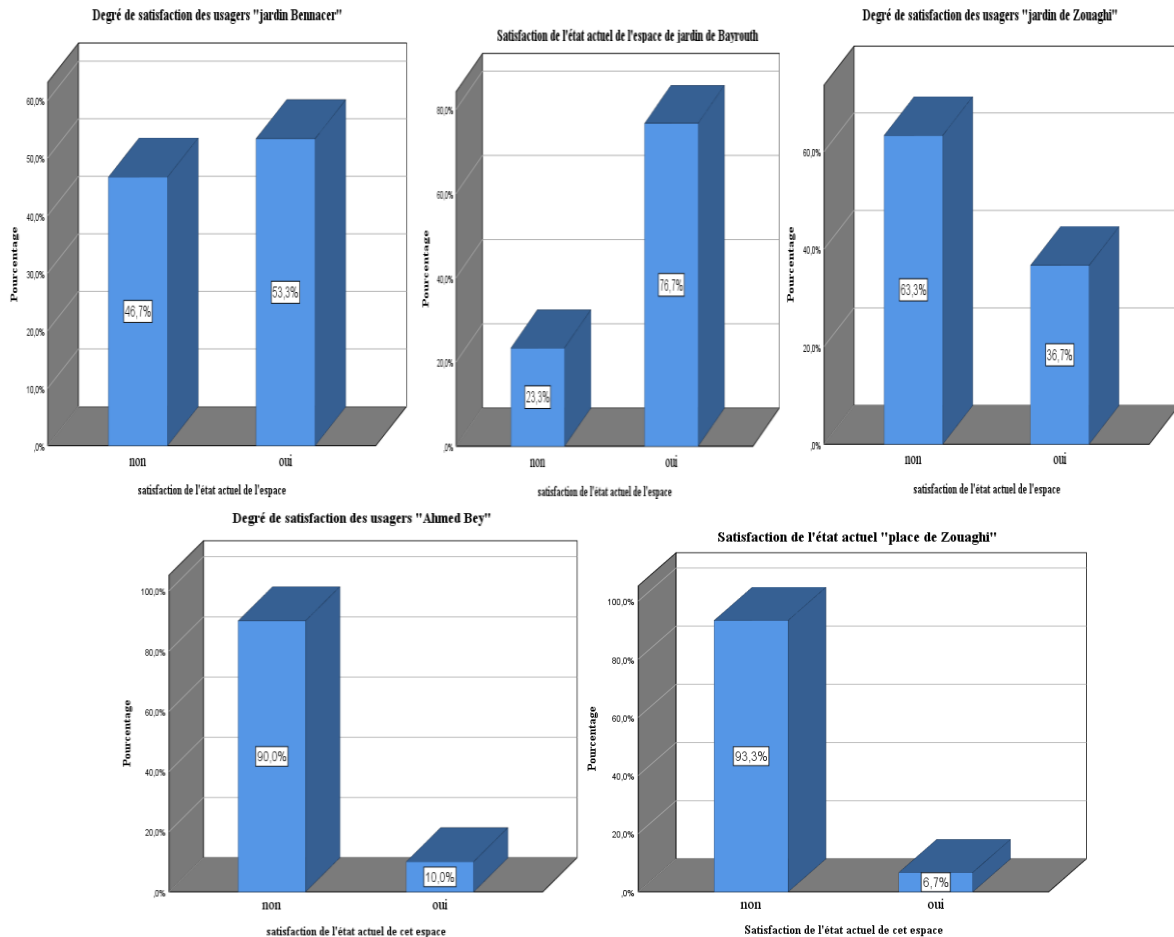 Degré de satisfaction des usagers "jardin Bennacer"
60,0%
50,0%
40,0%
30,0%
20,0%
10,0%
,0%
Pourcentage
46,7%
53,3%
non
oui
satisfaction de l'état actuel de l'espace
Satisfaction de l'état actuel de l'espace de jardin de Bayrouth
80,0%
60,0%
40,0%
20,0%
,0%
Pourcentage
23,3%
76,7%
non
oui
satisfaction de l'état actuel de l'espace
Degré de satisfaction des usagers "jardin de Zouaghi"
60,0%
40,0%
20,0%
,0%
Pourcentage
63,3%
36,7%
non
oui
satisfaction de l'état actuel de l'espace
Degré de satisfaction des usagers "Ahmed Bey"
100,0%
80,0%
60,0%
40,0%
20,0%
,0%
Pourcentage
90,0%
10,0%
non
oui
satisfaction de l'état actuel de cet espace
Satisfaction de l'état actuel "place de Zouaghi"
100,0%
80,0%
60,0%
40,0%
20,0%
,0%
Pourcentage
93,3%
6,7%
non
oui
Satisfaction de l'état actuel de cet espace